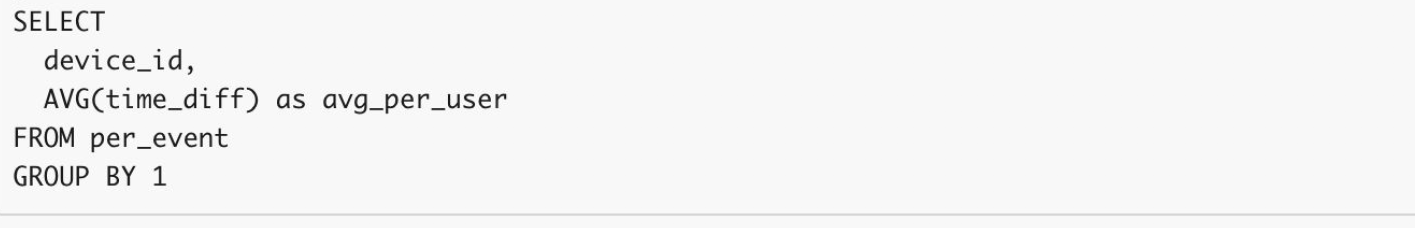 SELECT
  device_id,
  AVG(time_diff) as avg_per_user
FROM per_event
GROUP BY 1